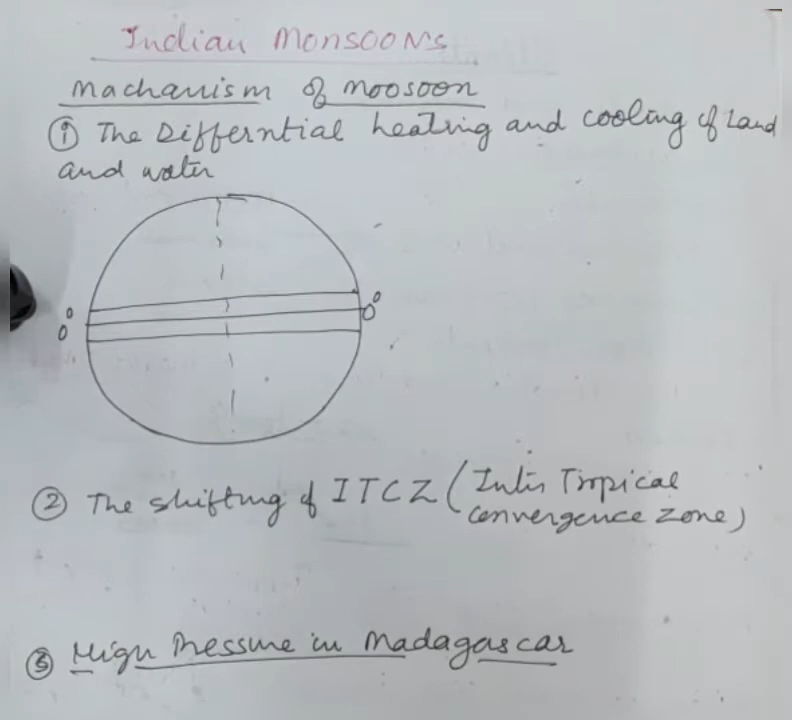 Indian Monsoons
Machanism of Moosoon
① The Differntial heating and cooling of Land
and water
0° 0°
② The shifting of ITCZ (Inter Tropical
Convergence Zone)
③ High Pressure in Madagascar